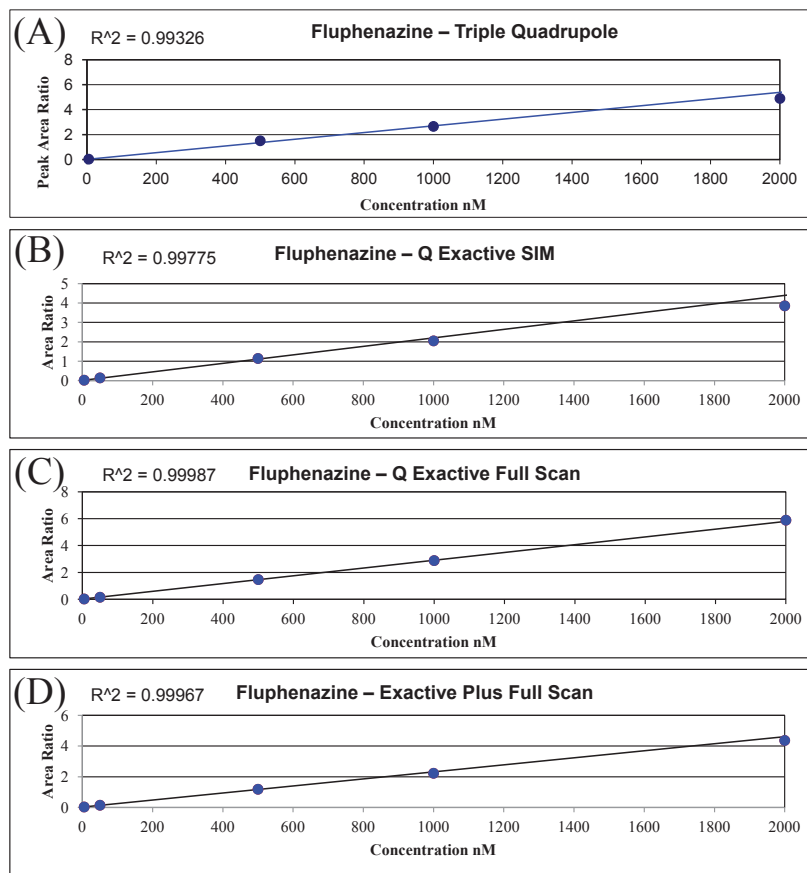 (A)
R^2 = 0.99326
Fluphenazine – Triple Quadrupole
Peak Area Ratio
8
6
4
2
0
0 200 400 600 800 1000 1200 1400 1600 1800 2000
Concentration nM
(B)
R^2 = 0.99775
Fluphenazine – Q Exactive SIM
Area Ratio
5
4
3
2
1
0
0 200 400 600 800 1000 1200 1400 1600 1800 2000
Concentration nM
(C)
R^2 = 0.99987
Fluphenazine – Q Exactive Full Scan
Area Ratio
8
6
4
2
0
0 200 400 600 800 1000 1200 1400 1600 1800 2000
Concentration nM
(D)
R^2 = 0.99967
Fluphenazine – Exactive Plus Full Scan
Area Ratio
6
4
2
0
0 200 400 600 800 1000 1200 1400 1600 1800 2000
Concentration nM